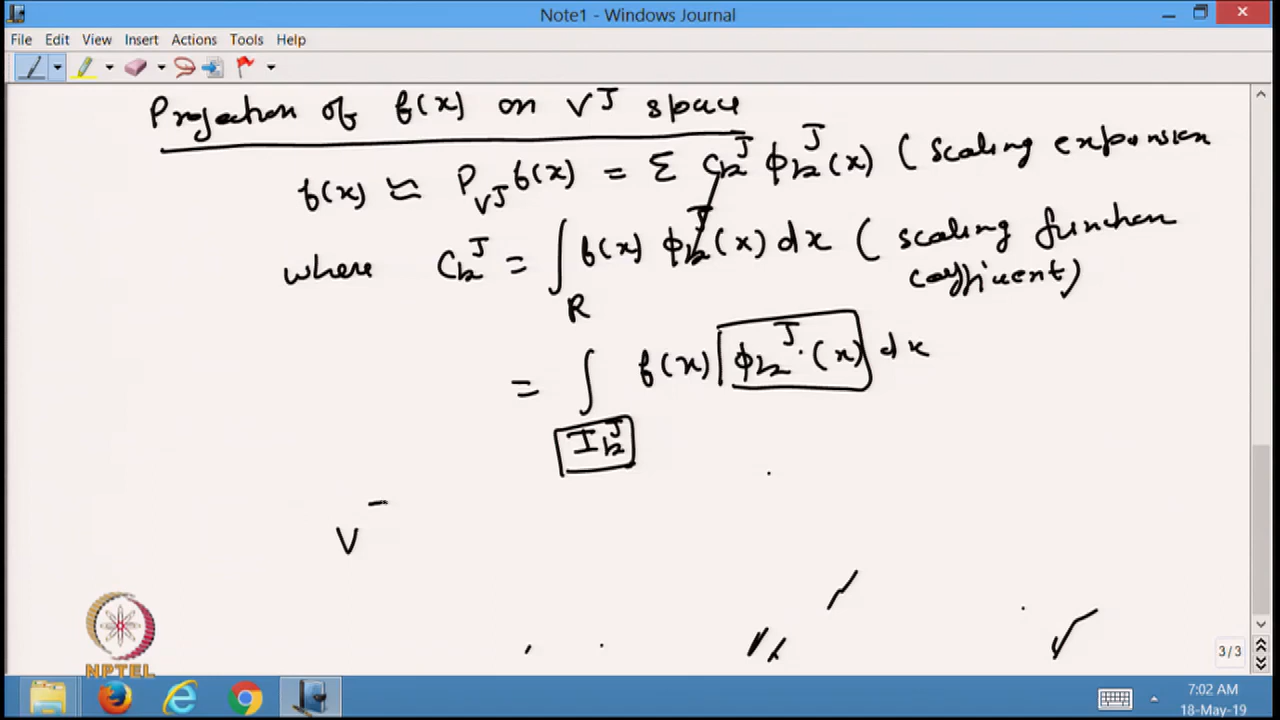 Note1 - Windows Journal
File Edit View Insert Actions Tools Help
Projection of f(x) on V^J space
f(x) ≃ P_{V^J} f(x) = Σ C_k^J ϕ_k^J(x) (scaling expansion
where C_k^J = ∫_R f(x) ϕ_k^J(x) dx (scaling function
coefficient)
= ∫_{I_k^J} f(x) ϕ_k^J(x) dx
V
NPTEL
3/3
7:02 AM
18-May-19